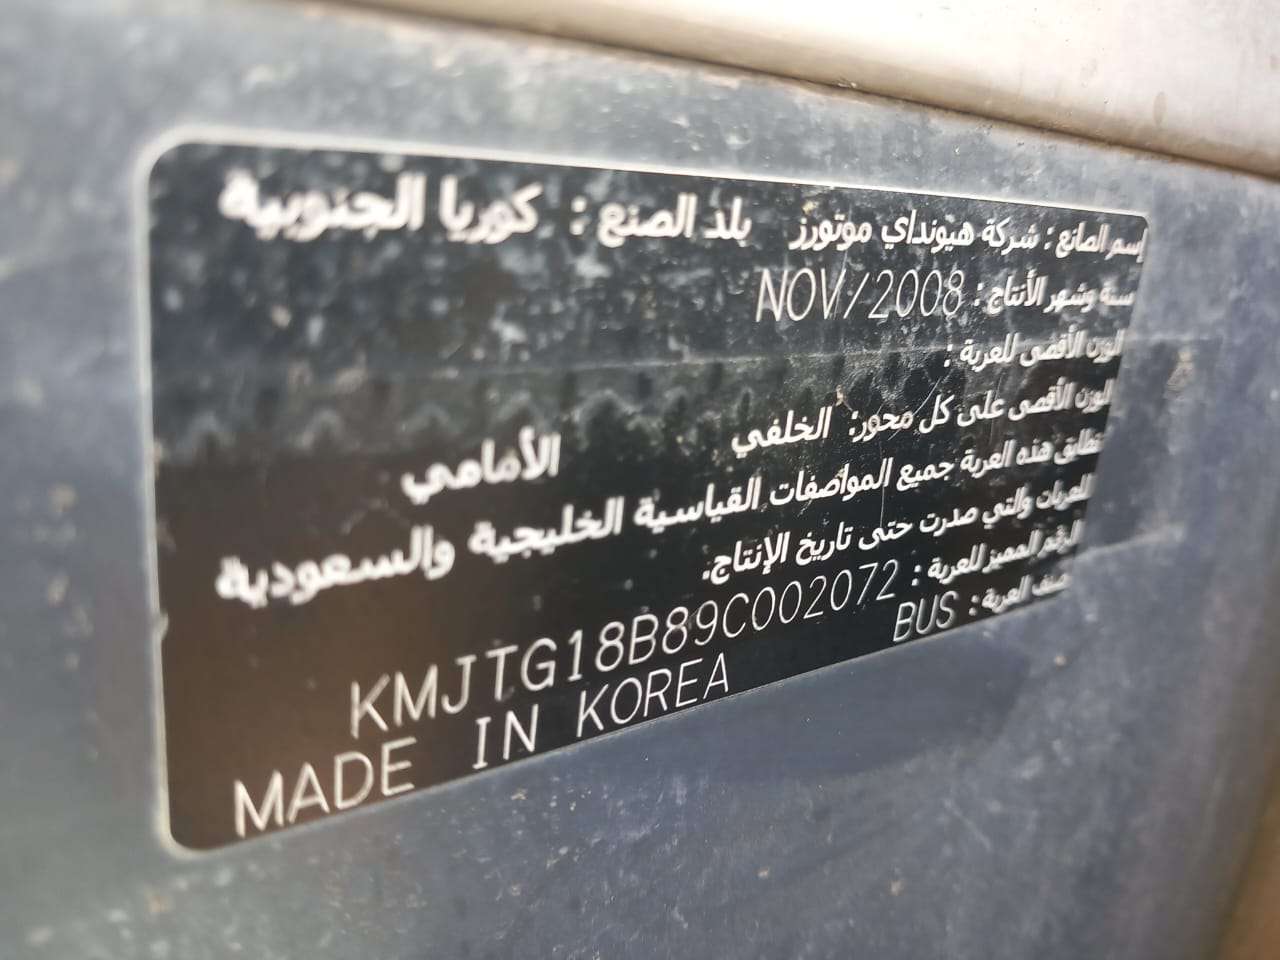 إسم الصانع : شركة هيونداي موتورز بلد الصنع : كوريا الجنوبية
سنة وشهر الأنتاج : NOV/2008
الوزن الأقصى للعربة :
الوزن الأقصى على كل محور: الخلفي الأمامي
تطابق هذه العربة جميع المواصفات القياسية الخليجية والسعودية
للعربات والتي صدرت حتى تاريخ الإنتاج.
الرقم المميز للعربة : KMJTG18B89C002072
صنف العربة : BUS
MADE IN KOREA